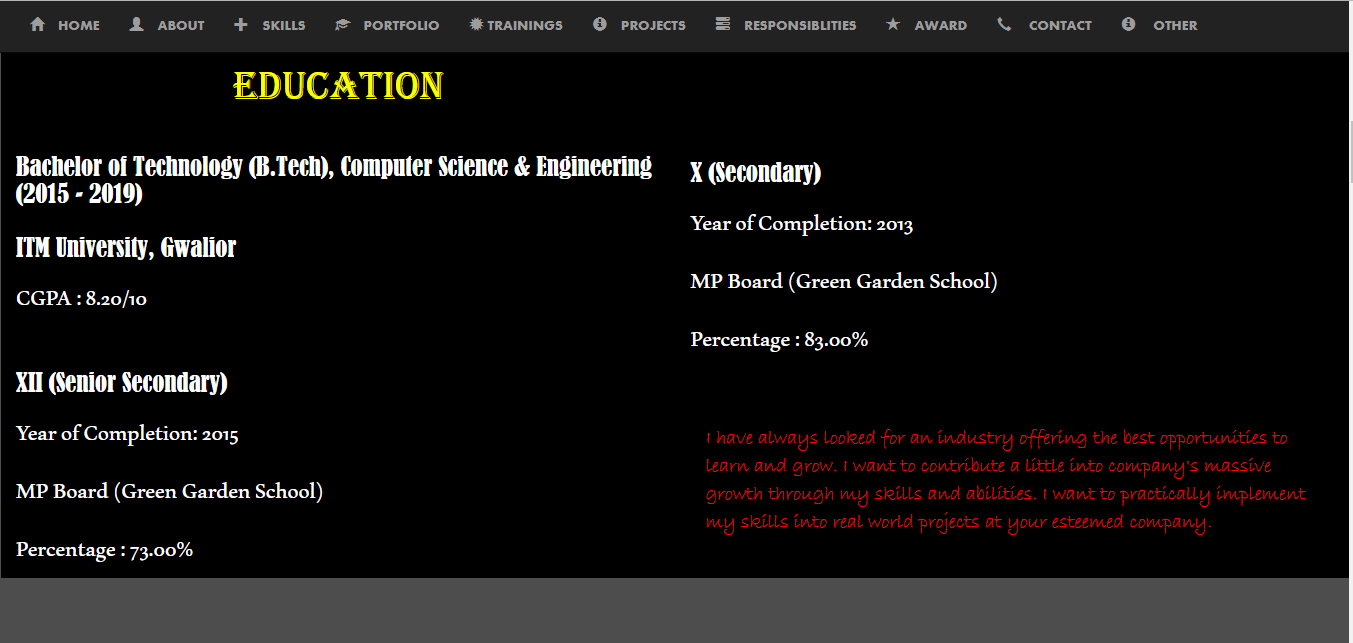 HOME ABOUT SKILLS PORTFOLIO TRAININGS PROJECTS RESPONSIBLITIES AWARD CONTACT OTHER
EDUCATION
Bachelor of Technology (B.Tech), Computer Science & Engineering
(2015 - 2019)
ITM University, Gwalior
CGPA : 8.20/10
XII (Senior Secondary)
Year of Completion: 2015
MP Board (Green Garden School)
Percentage : 73.00%
X (Secondary)
Year of Completion: 2013
MP Board (Green Garden School)
Percentage : 83.00%
I have always looked for an industry offering the best opportunities to
learn and grow. I want to contribute a little into company's massive
growth through my skills and abilities. I want to practically implement
my skills into real world projects at your esteemed company.